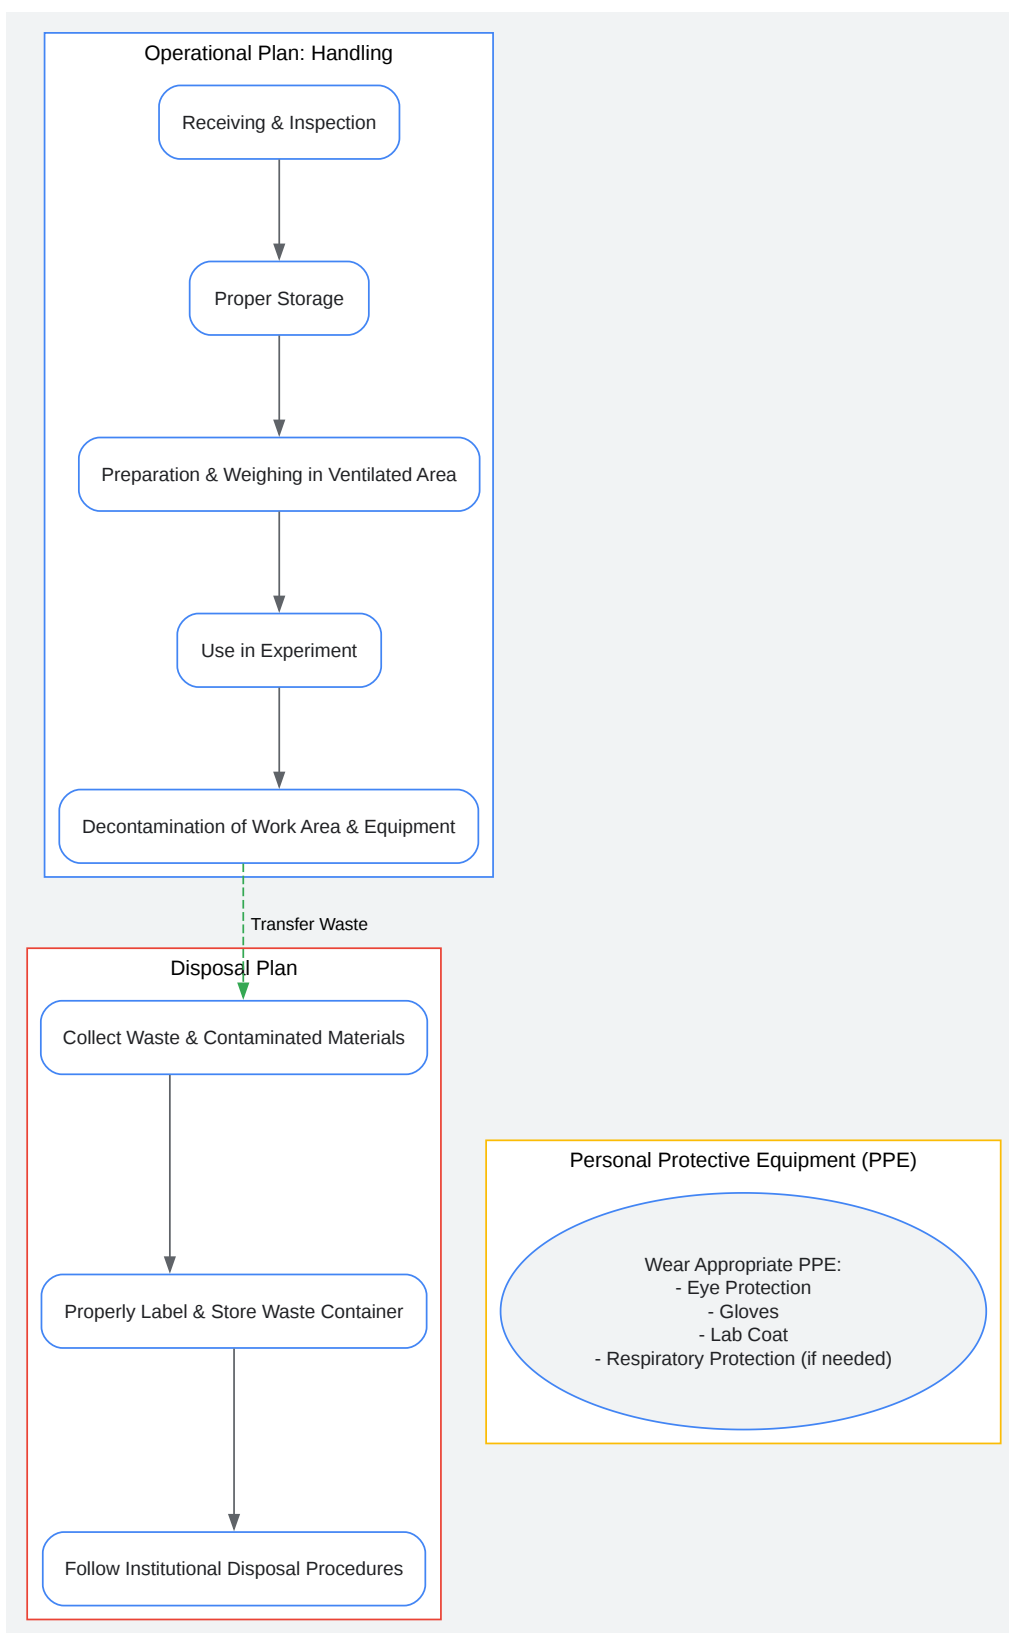 Operational Plan: Handling
Receiving & Inspection
Proper Storage
Preparation & Weighing in Ventilated Area
Use in Experiment
Decontamination of Work Area & Equipment
Transfer Waste
Disposal Plan
Collect Waste & Contaminated Materials
Properly Label & Store Waste Container
Follow Institutional Disposal Procedures
Personal Protective Equipment (PPE)
Wear Appropriate PPE:
- Eye Protection
- Gloves
- Lab Coat
- Respiratory Protection (if needed)